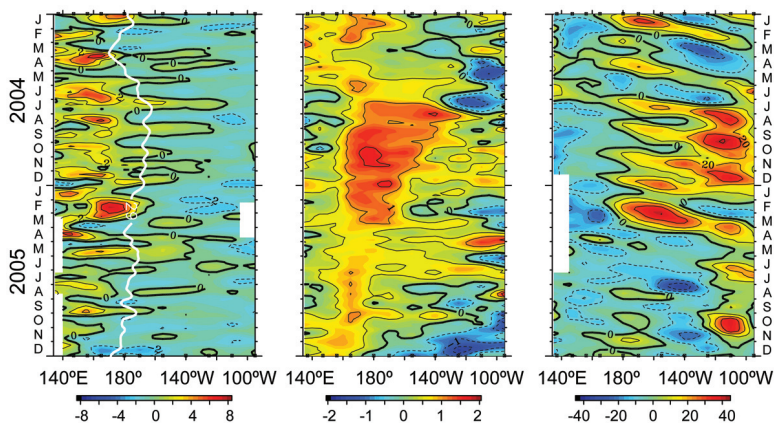 J J
F F
M M
A A
M M
J J
J J
A A
S S
O O
N N
D D
J J
F F
M M
A A
M M
J J
J J
A A
S S
O O
N N
D D
2004
2005
140ºE 180º 140ºW 100ºW
140ºE 180º 140ºW 100ºW
140ºE 180º 140ºW 100ºW
-8 -4 0 4 8
-2 -1 0 1 2
-40 -20 0 20 40